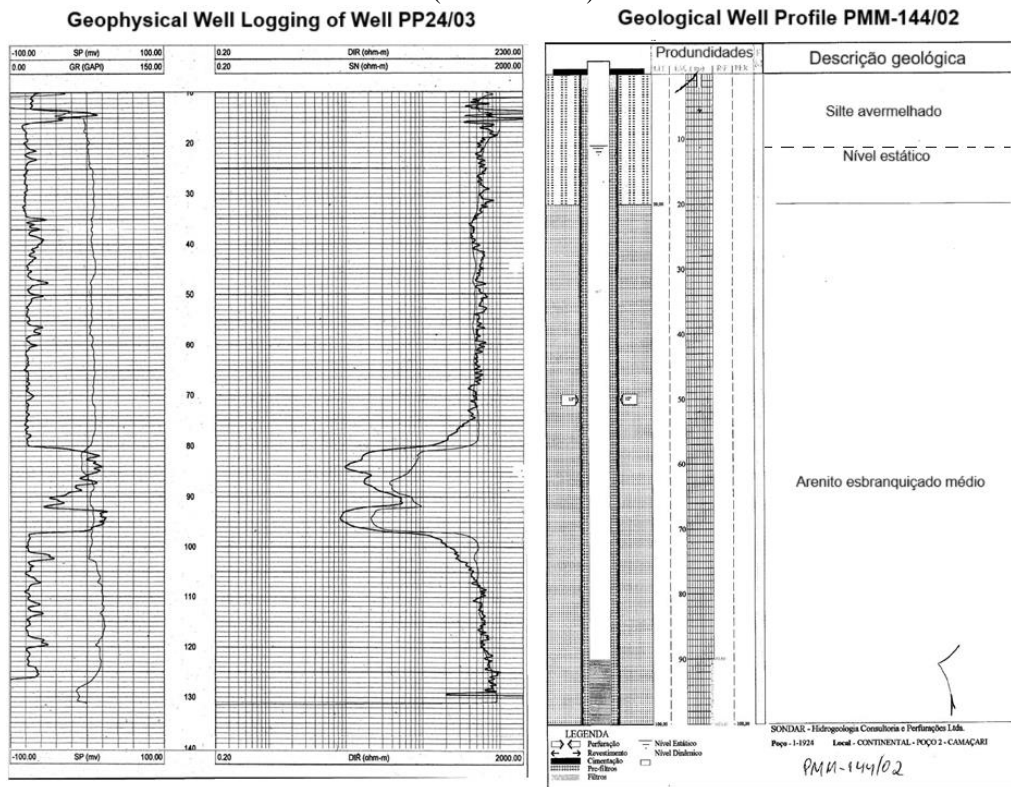 Geophysical Well Logging of Well PP24/03
-100.00 SP (mv) 100.00
0.00 GR (GAPI) 150.00
0.20 DIR (ohm-m) 2300.00
0.20 SN (ohm-m) 2000.00
10
20
30
40
50
60
70
80
90
100
110
120
130
140
-100.00 SP (mv) 100.00
0.20 DIR (ohm-m) 2000.00
Geological Well Profile PMM-144/02
Produndidades
Descrição geológica
Silte avermelhado
10
Nível estático
20
30
40
50
60
Arenito esbranquiçado médio
70
80
90
LEGENDA
Perfuração
Revestimento
Cimentação
Pre-filtros
Filtros
Nível Estático
Nível Dinâmico
SONDAR - Hidrogeologia Consultoria e Perfurações Ltda.
Poço - 1-1924 Local - CONTINENTAL - POÇO 2 - CAMAÇARI
PMM-144/02